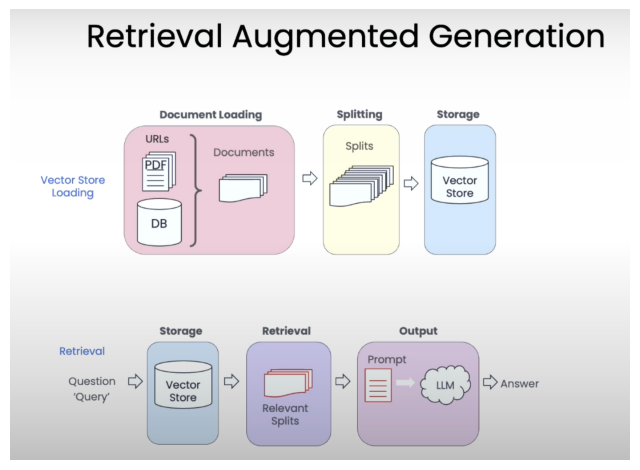 Retrieval Augmented Generation
Document Loading
Splitting
Storage
URLs
PDF
DB
Documents
Splits
Vector
Store
Vector Store
Loading
Storage
Retrieval
Output
Retrieval
Question
'Query'
Vector
Store
Relevant
Splits
Prompt
LLM
Answer